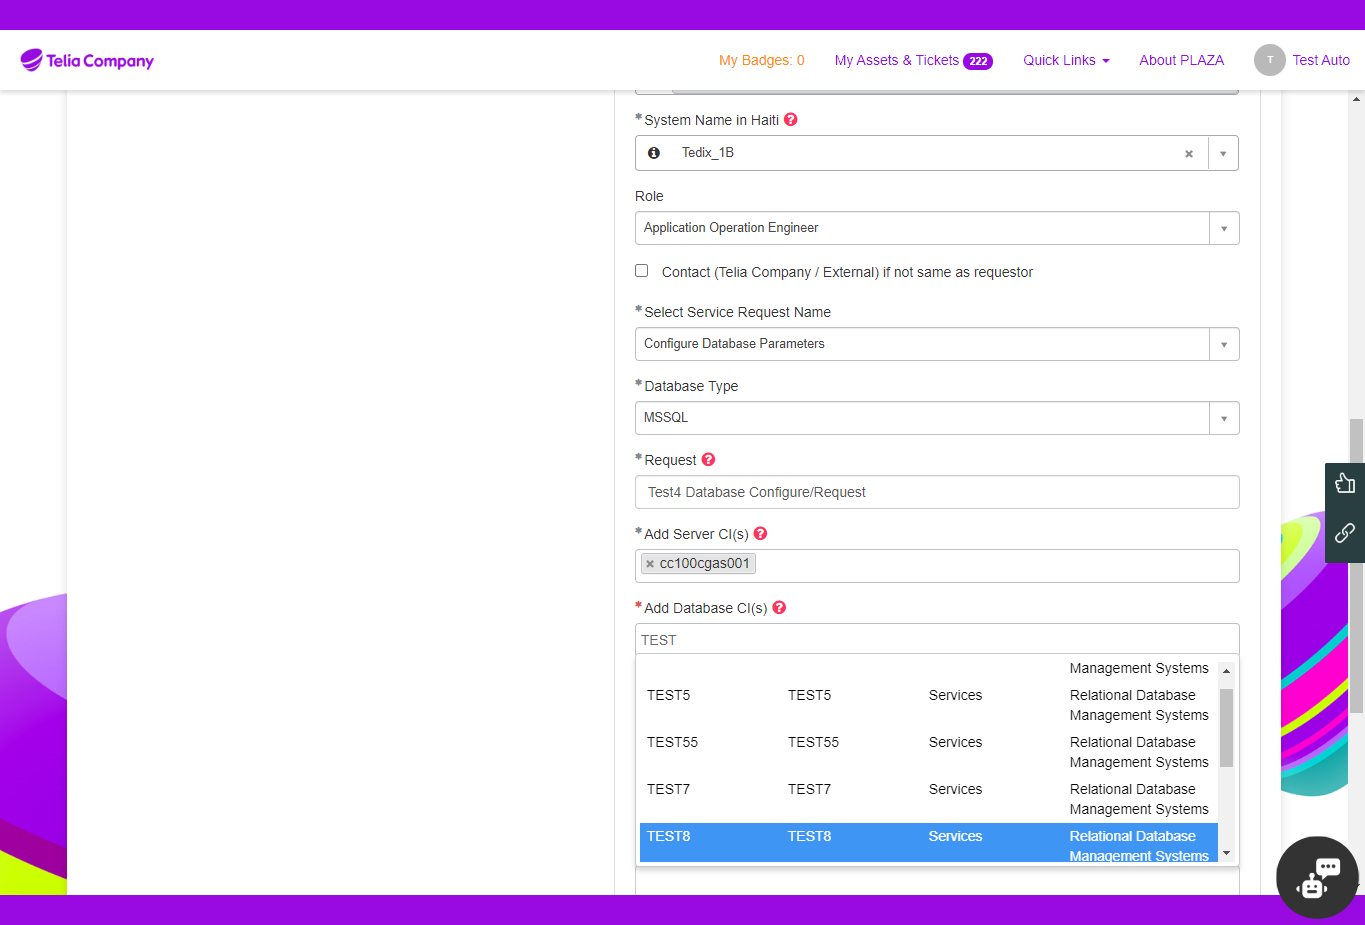 Telia Company
My Badges: 0
My Assets & Tickets 222
Quick Links
About PLAZA
T
Test Auto
*System Name in Haiti ?
Tedix_1B
Role
Application Operation Engineer
Contact (Telia Company / External) if not same as requestor
*Select Service Request Name
Configure Database Parameters
*Database Type
MSSQL
*Request ?
Test4 Database Configure/Request
*Add Server CI(s) ?
× cc100cgas001
*Add Database CI(s) ?
TEST
Management Systems
TEST5 TEST5 Services Relational Database
Management Systems
TEST55 TEST55 Services Relational Database
Management Systems
TEST7 TEST7 Services Relational Database
Management Systems
TEST8 TEST8 Services Relational Database
Management Systems